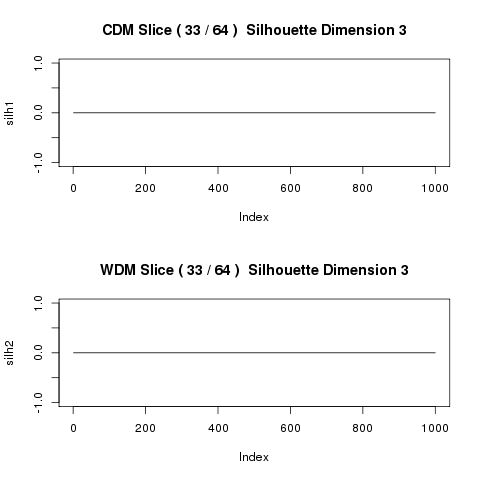 CDM Slice ( 33 / 64 )  Silhouette Dimension 3
silh1
1.0
0.0
-1.0
0 200 400 600 800 1000
Index
WDM Slice ( 33 / 64 )  Silhouette Dimension 3
silh2
1.0
0.0
-1.0
0 200 400 600 800 1000
Index